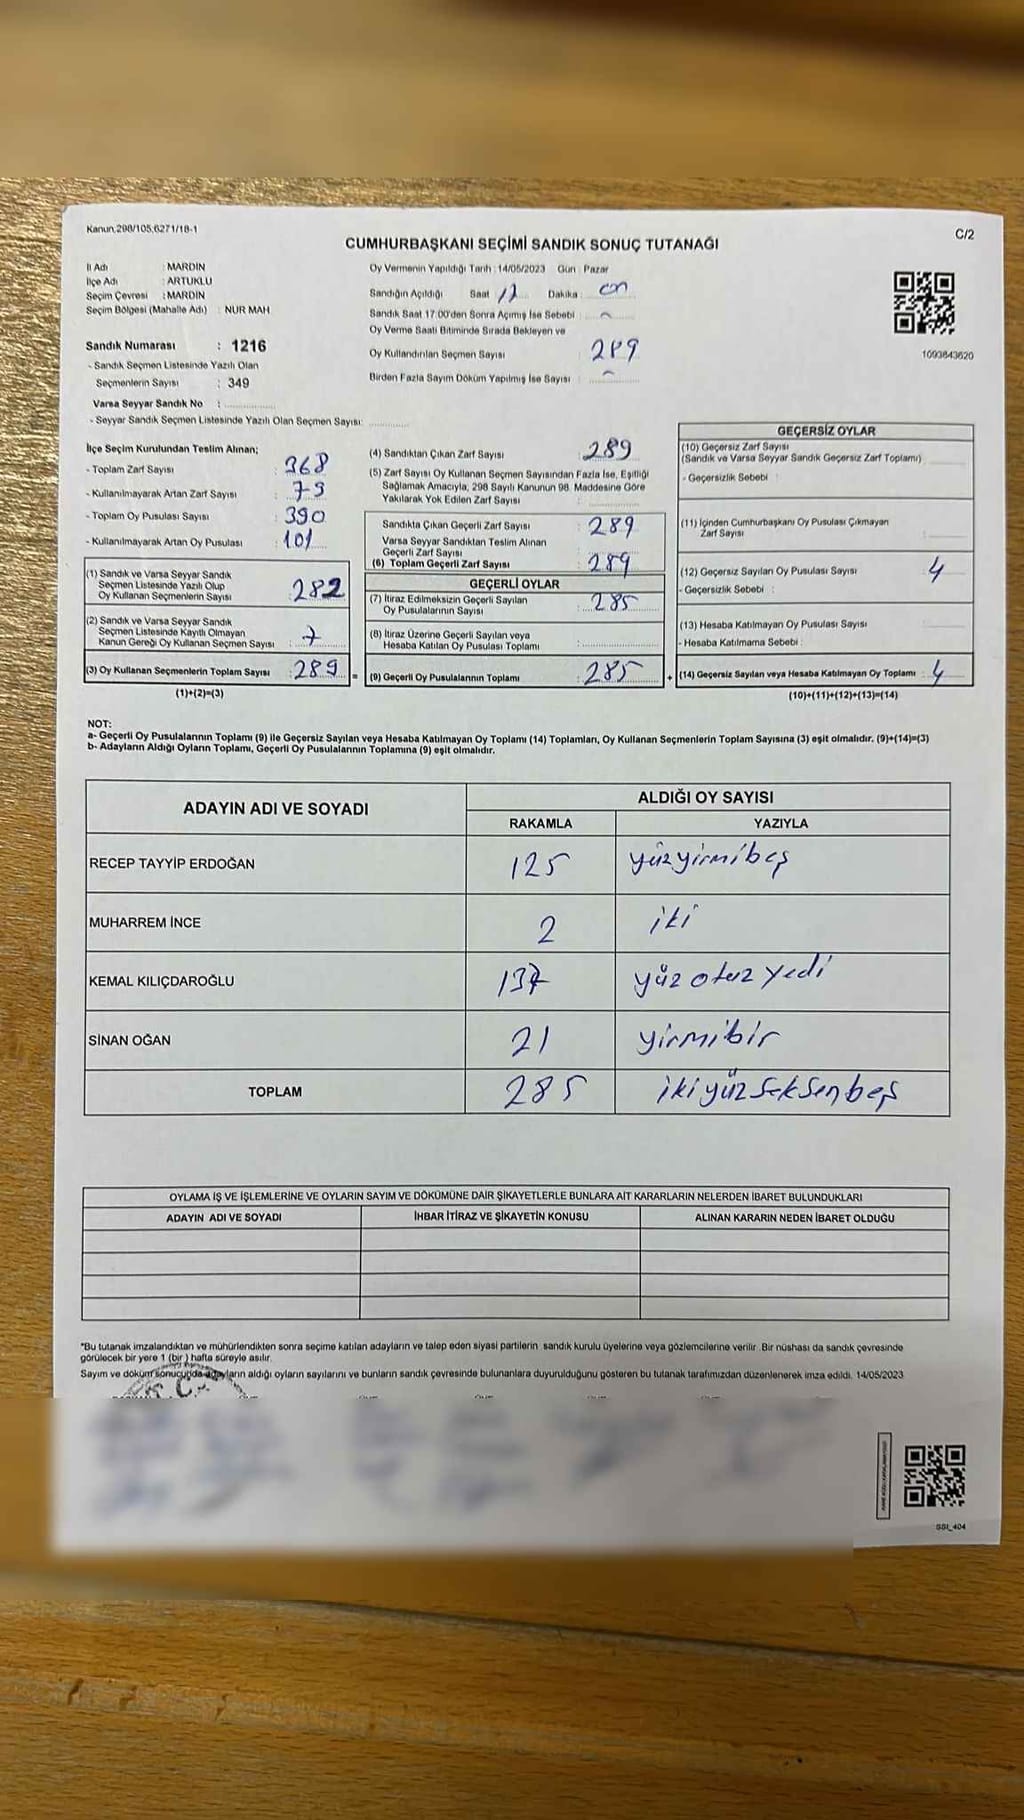 Kanun,298/105,6271/18-1
C/2
CUMHURBAŞKANI SEÇİMİ SANDIK SONUÇ TUTANAĞI
İl Adı : MARDİN
İlçe Adı : ARTUKLU
Seçim Çevresi : MARDİN
Seçim Bölgesi (Mahalle Adı) : NUR MAH
Sandık Numarası : 1216
- Sandık Seçmen Listesinde Yazılı Olan
Seçmenlerin Sayısı : 349
Varsa Seyyar Sandık No :
- Seyyar Sandık Seçmen Listesinde Yazılı Olan Seçmen Sayısı:
Oy Vermenin Yapıldığı Tarih : 14/05/2023 Gün : Pazar
Sandığın Açıldığı Saat 17 Dakika : on
Sandık Saat 17:00'den Sonra Açımış İse Sebebi :
Oy Verme Saati Bitiminde Sırada Bekleyen ve
Oy Kullandırılan Seçmen Sayısı : 289
Birden Fazla Sayım Döküm Yapılmış İse Sayısı :
1093843620
İlçe Seçim Kurulundan Teslim Alınan;
- Toplam Zarf Sayısı : 368
- Kullanılmayarak Artan Zarf Sayısı : 79
- Toplam Oy Pusulası Sayısı : 390
- Kullanılmayarak Artan Oy Pusulası : 101
(1) Sandık ve Varsa Seyyar Sandık
Seçmen Listesinde Yazılı Olup
Oy Kullanan Seçmenlerin Sayısı : 282
(2) Sandık ve Varsa Seyyar Sandık
Seçmen Listesinde Kayıtlı Olmayan
Kanun Gereği Oy Kullanan Seçmen Sayısı : 7
(3) Oy Kullanan Seçmenlerin Toplam Sayısı : 289
(1)+(2)=(3)
(4) Sandıktan Çıkan Zarf Sayısı : 289
(5) Zarf Sayısı Oy Kullanan Seçmen Sayısından Fazla İse, Eşitliği
Sağlamak Amacıyla, 298 Sayılı Kanunun 98. Maddesine Göre
Yakılarak Yok Edilen Zarf Sayısı :
Sandıkta Çıkan Geçerli Zarf Sayısı : 289
Varsa Seyyar Sandıktan Teslim Alınan
Geçerli Zarf Sayısı :
(6) Toplam Geçerli Zarf Sayısı : 289
GEÇERLİ OYLAR
(7) İtiraz Edilmeksizin Geçerli Sayılan
Oy Pusulalarının Sayısı : 285
(8) İtiraz Üzerine Geçerli Sayılan veya
Hesaba Katılan Oy Pusulası Toplamı :
= (9) Geçerli Oy Pusulalarının Toplamı : 285
GEÇERSİZ OYLAR
(10) Geçersiz Zarf Sayısı
(Sandık ve Varsa Seyyar Sandık Geçersiz Zarf Toplamı)
- Geçersizlik Sebebi :
(11) İçinden Cumhurbaşkanı Oy Pusulası Çıkmayan
Zarf Sayısı :
(12) Geçersiz Sayılan Oy Pusulası Sayısı : 4
- Geçersizlik Sebebi :
(13) Hesaba Katılmayan Oy Pusulası Sayısı :
- Hesaba Katılmama Sebebi :
+ (14) Geçersiz Sayılan veya Hesaba Katılmayan Oy Toplamı : 4
(10)+(11)+(12)+(13)=(14)
NOT:
a- Geçerli Oy Pusulalarının Toplamı (9) ile Geçersiz Sayılan veya Hesaba Katılmayan Oy Toplamı (14) Toplamları, Oy Kullanan Seçmenlerin Toplam Sayısına (3) eşit olmalıdır. (9)+(14)=(3)
b- Adayların Aldığı Oyların Toplamı, Geçerli Oy Pusulalarının Toplamına (9) eşit olmalıdır.
ADAYIN ADI VE SOYADI ALDIĞI OY SAYISI
RAKAMLA YAZIYLA
RECEP TAYYİP ERDOĞAN 125 yüzyirmibeş
MUHARREM İNCE 2 iki
KEMAL KILIÇDAROĞLU 137 yüz otuz yedi
SİNAN OĞAN 21 yirmibir
TOPLAM 285 ikiyüzseksenbeş
OYLAMA İŞ VE İŞLEMLERİNE VE OYLARIN SAYIM VE DÖKÜMÜNE DAİR ŞİKAYETLERLE BUNLARA AİT KARARLARIN NELERDEN İBARET BULUNDUKLARI
ADAYIN ADI VE SOYADI İHBAR İTİRAZ VE ŞİKAYETİN KONUSU ALINAN KARARIN NEDEN İBARET OLDUĞU
*Bu tutanak imzalandıktan ve mühürlendikten sonra seçime katılan adayların ve talep eden siyasi partilerin sandık kurulu üyelerine veya gözlemcilerine verilir. Bir nüshası da sandık çevresinde
görülecek bir yere 1 (bir ) hafta süreyle asılır.
Sayım ve döküm sonucunda adayların aldığı oyların sayılarını ve bunların sandık çevresinde bulunanlara duyurulduğunu gösteren bu tutanak tarafımızdan düzenlenerek imza edildi. 14/05/2023
T.C.
SSI_404